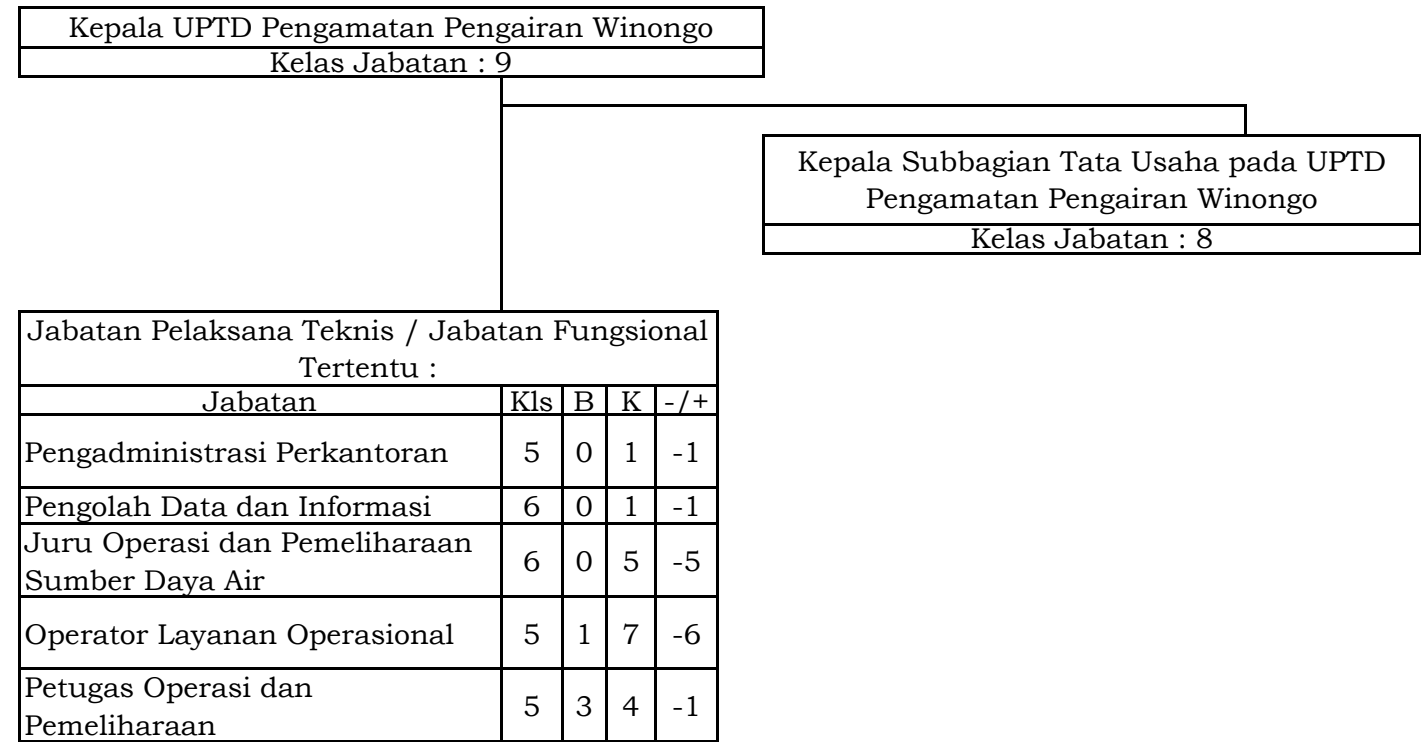 Kepala UPTD Pengamatan Pengairan Winongo
Kelas Jabatan : 9
Kepala Subbagian Tata Usaha pada UPTD
Pengamatan Pengairan Winongo
Kelas Jabatan : 8
Jabatan Pelaksana Teknis / Jabatan Fungsional
Tertentu :
Jabatan Kls B K -/+
Pengadministrasi Perkantoran 5 0 1 -1
Pengolah Data dan Informasi 6 0 1 -1
Juru Operasi dan Pemeliharaan
Sumber Daya Air 6 0 5 -5
Operator Layanan Operasional 5 1 7 -6
Petugas Operasi dan
Pemeliharaan 5 3 4 -1